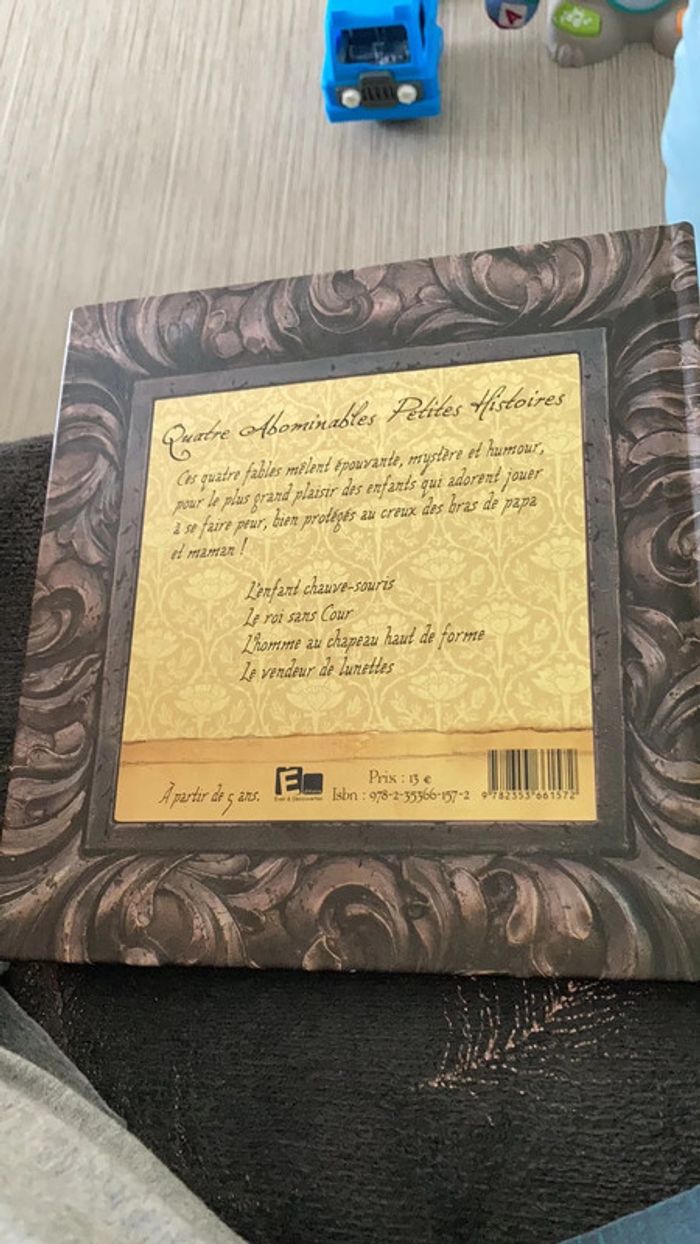 Quatre Abominables Petites Histoires
Ces quatre fables mêlent épouvante, mystère et humour,
pour le plus grand plaisir des enfants qui adorent jouer
à se faire peur, bien protégés au creux des bras de papa
et maman !
L'enfant chauve-souris
Le roi sans Cour
L'homme au chapeau haut de forme
Le vendeur de lunettes
À partir de 5 ans.
É
Éveil & Découvertes
Prix : 13 €
Isbn : 978-2-35366-157-2
9 782353 661572
A